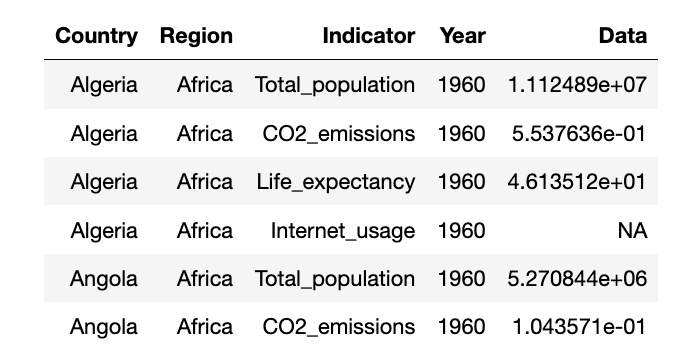 Country Region Indicator Year Data
Algeria Africa Total_population 1960 1.112489e+07
Algeria Africa CO2_emissions 1960 5.537636e-01
Algeria Africa Life_expectancy 1960 4.613512e+01
Algeria Africa Internet_usage 1960 NA
Angola Africa Total_population 1960 5.270844e+06
Angola Africa CO2_emissions 1960 1.043571e-01